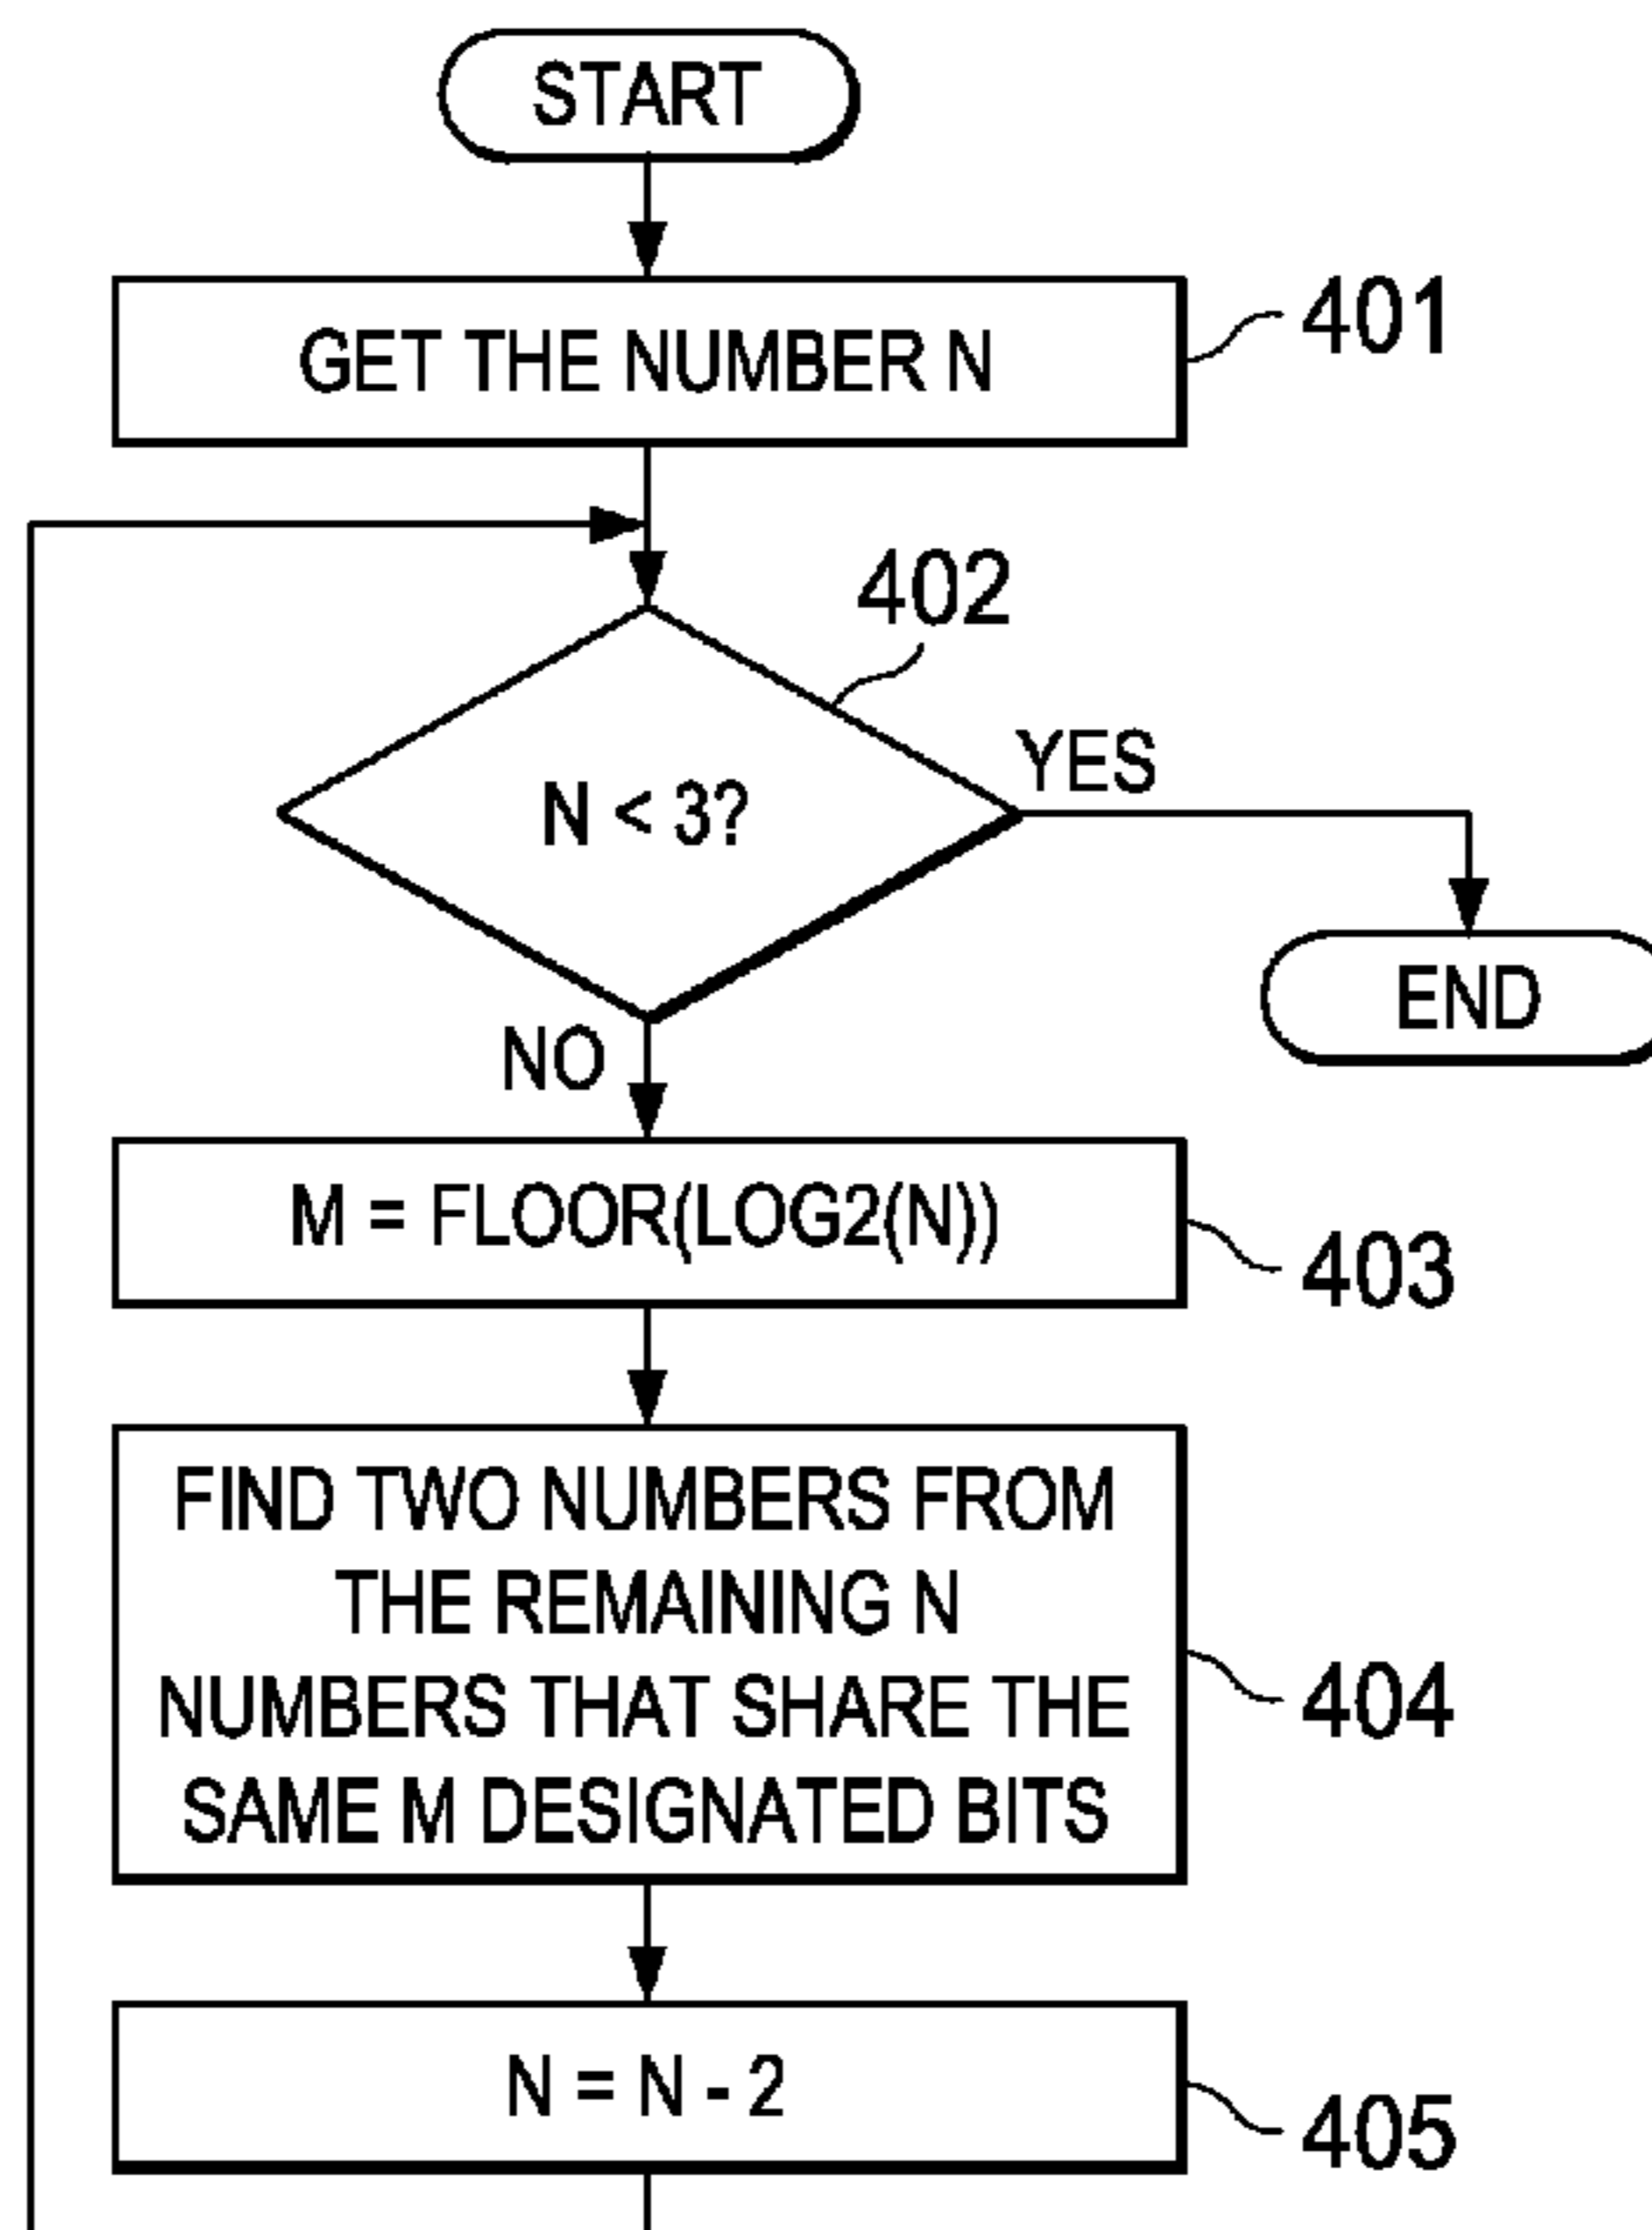 START
GET THE NUMBER N
401
402
N < 3?
YES
END
NO
M = FLOOR(LOG2(N))
403
FIND TWO NUMBERS FROM
THE REMAINING N
NUMBERS THAT SHARE THE
SAME M DESIGNATED BITS
404
N = N - 2
405